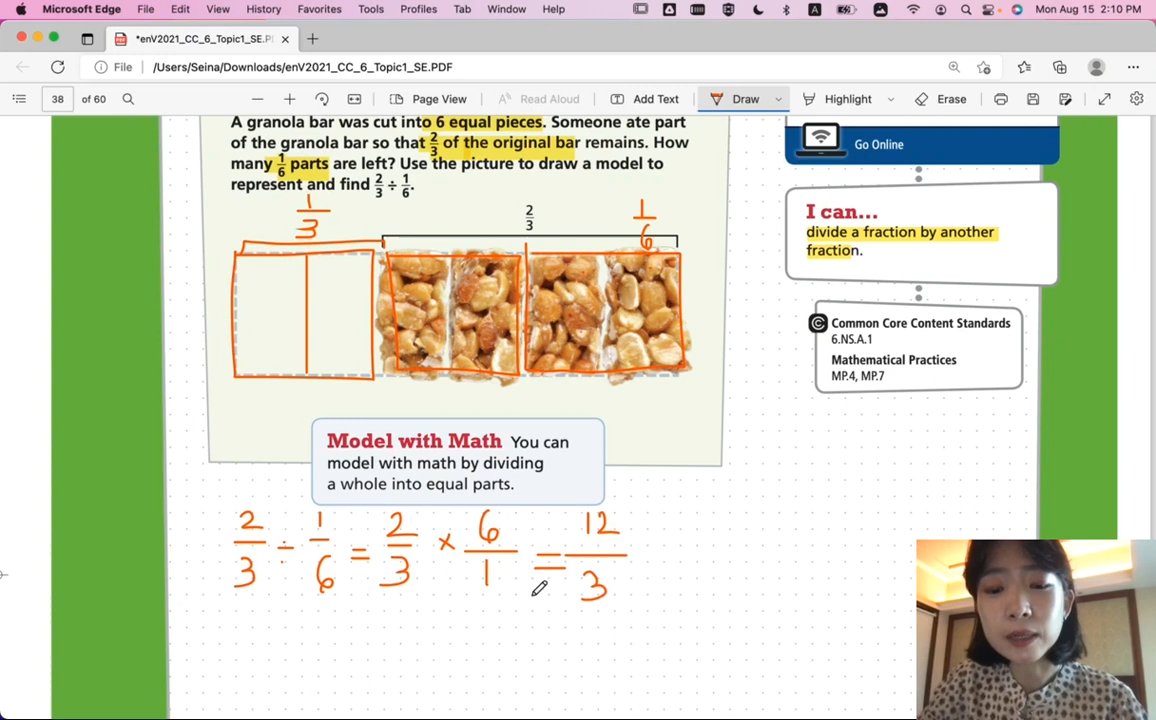 Microsoft Edge File Edit View History Favorites Tools Profiles Tab Window Help A Mon Aug 15 2:10 PM
*enV2021_CC_6_Topic1_SE.PD
File /Users/Seina/Downloads/enV2021_CC_6_Topic1_SE.PDF
38 of 60 Page View Read Aloud Add Text Draw Highlight Erase
A granola bar was cut into 6 equal pieces. Someone ate part
of the granola bar so that 2/3 of the original bar remains. How
many 1/6 parts are left? Use the picture to draw a model to
represent and find 2/3 ÷ 1/6.
1/3 2/3 1/6
Model with Math You can
model with math by dividing
a whole into equal parts.
2/3 ÷ 1/6 = 2/3 × 6/1 = 12/3
Go Online
I can...
divide a fraction by another
fraction.
C Common Core Content Standards
6.NS.A.1
Mathematical Practices
MP.4, MP.7